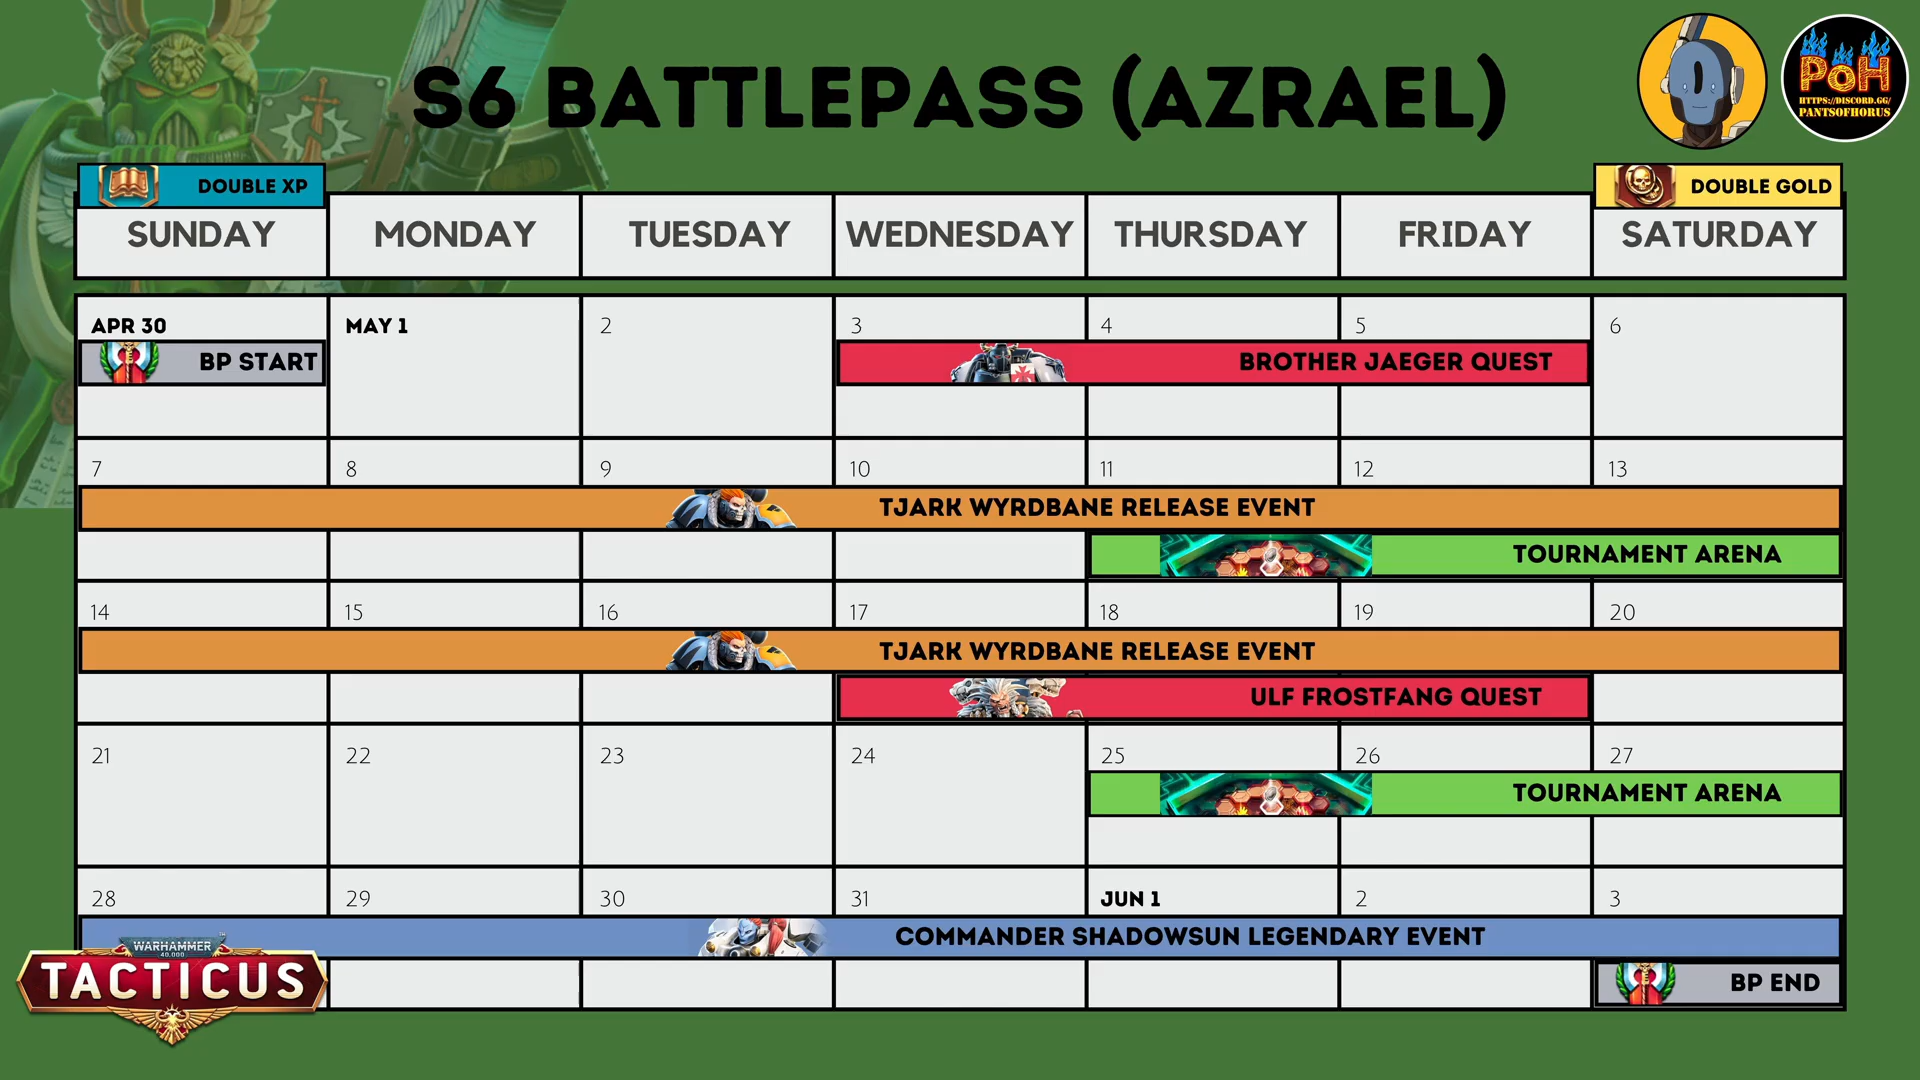 S6 BATTLEPASS (AZRAEL)
POH
HTTPS://DISCORD.GG/
PANTSOFHORUS
DOUBLE XP
DOUBLE GOLD
SUNDAY
MONDAY
TUESDAY
WEDNESDAY
THURSDAY
FRIDAY
SATURDAY
APR 30
MAY 1
2
3
4
5
6
BP START
BROTHER JAEGER QUEST
7
8
9
10
11
12
13
TJARK WYRDBANE RELEASE EVENT
TOURNAMENT ARENA
14
15
16
17
18
19
20
TJARK WYRDBANE RELEASE EVENT
ULF FROSTFANG QUEST
21
22
23
24
25
26
27
TOURNAMENT ARENA
28
29
30
31
JUN 1
2
3
COMMANDER SHADOWSUN LEGENDARY EVENT
WARHAMMER™
40,000
TACTICUS
BP END